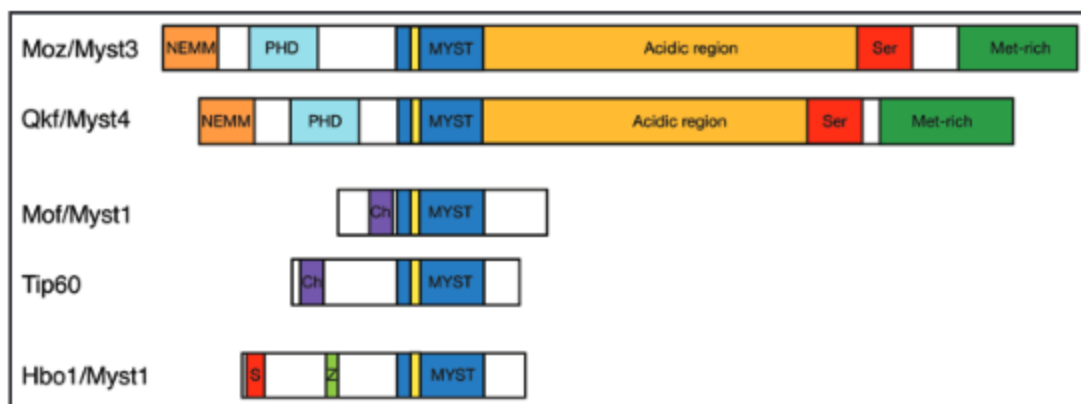 Moz/Myst3 NEMM PHD MYST Acidic region Ser Met-rich
Qkf/Myst4 NEMM PHD MYST Acidic region Ser Met-rich
Mof/Myst1 Ch MYST
Tip60 Ch MYST
Hbo1/Myst1 S Z MYST